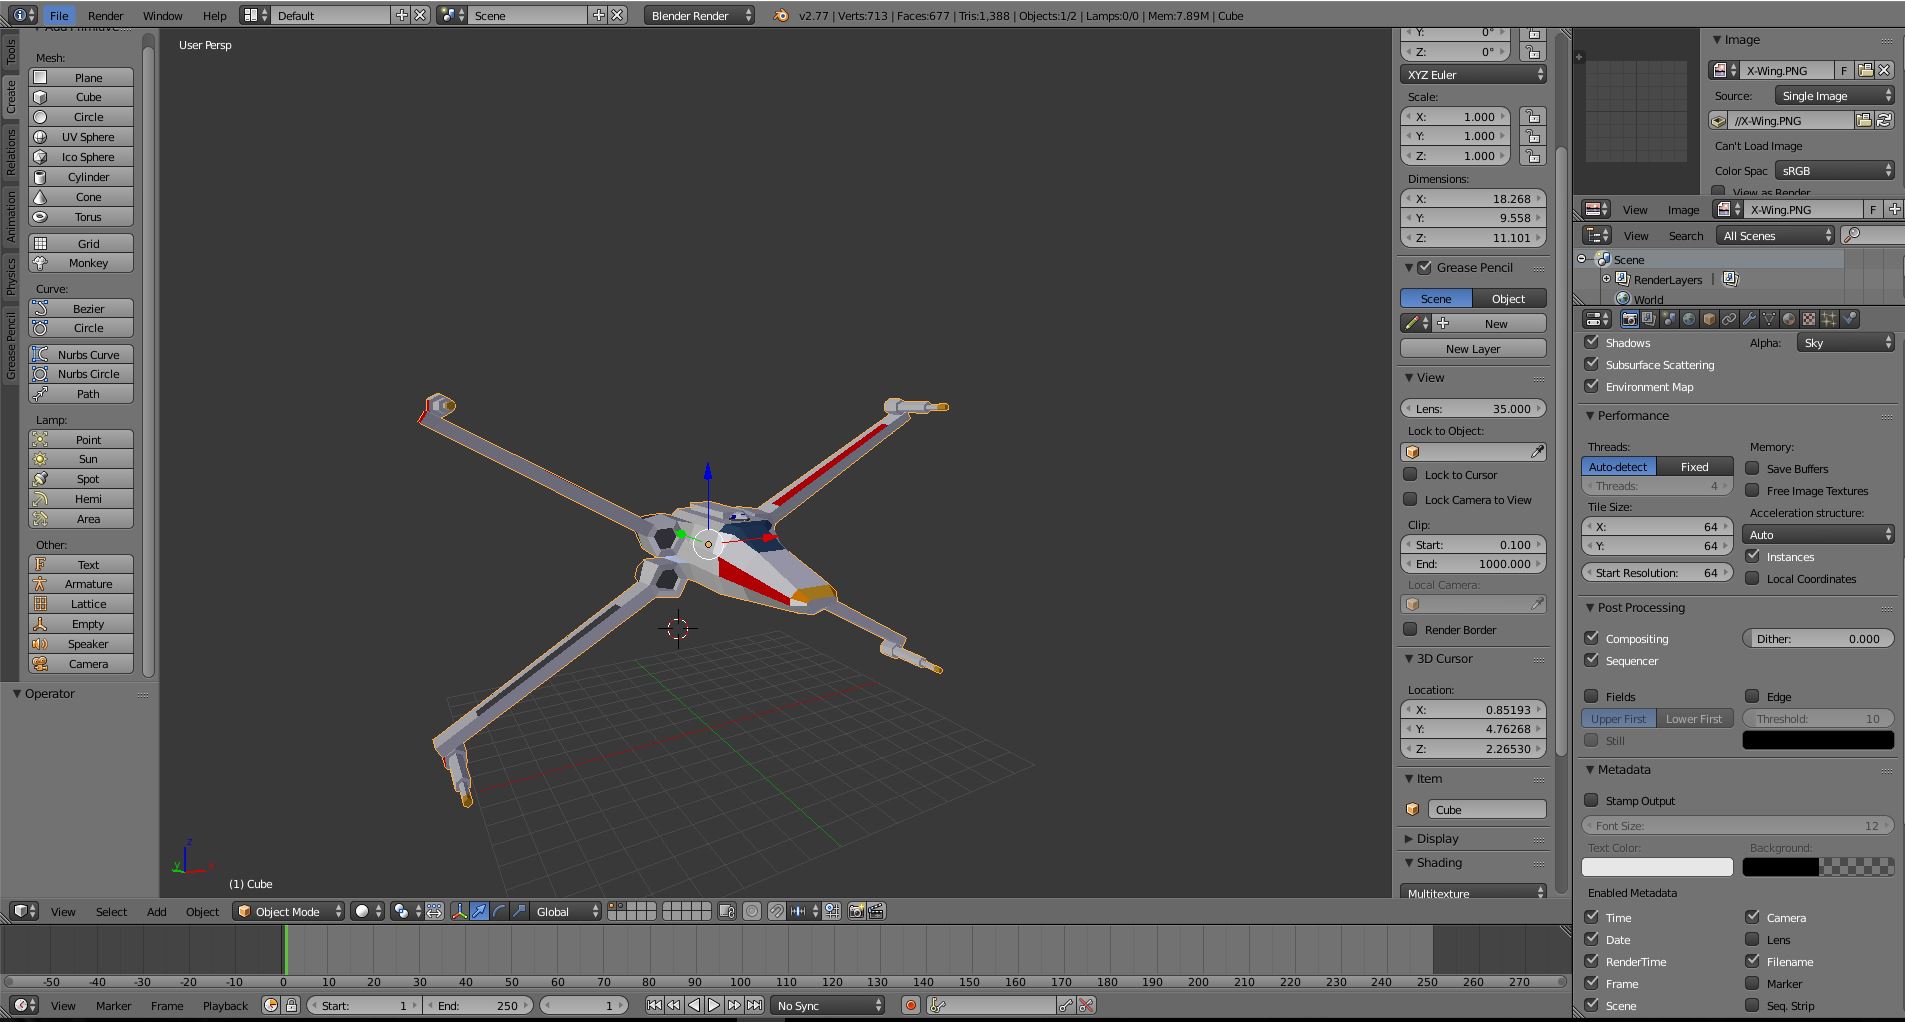 File Render Window Help Default Scene Blender Render v2.77 | Verts:713 | Faces:677 | Tris:1,388 | Objects:1/2 | Lamps:0/0 | Mem:7.89M | Cube
Tools
Create
Relations
Animation
Physics
Grease Pencil
Add Primitive
Mesh:
Plane
Cube
Circle
UV Sphere
Ico Sphere
Cylinder
Cone
Torus
Grid
Monkey
Curve:
Bezier
Circle
Nurbs Curve
Nurbs Circle
Path
Lamp:
Point
Sun
Spot
Hemi
Area
Other:
Text
Armature
Lattice
Empty
Speaker
Camera
Operator
User Persp
z
y
x
(1) Cube
Y: 0°
Z: 0°
XYZ Euler
Scale:
X: 1.000
Y: 1.000
Z: 1.000
Dimensions:
X: 18.268
Y: 9.558
Z: 11.101
Grease Pencil
Scene Object
New
New Layer
View
Lens: 35.000
Lock to Object:
Lock to Cursor
Lock Camera to View
Clip:
Start: 0.100
End: 1000.000
Local Camera:
Render Border
3D Cursor
Location:
X: 0.85193
Y: 4.76268
Z: 2.26530
Item
Cube
Display
Shading
Multitexture
Image
X-Wing.PNG F
Source: Single Image
//X-Wing.PNG
Can't Load Image
Color Spac sRGB
View as Render
View Image X-Wing.PNG F
View Search All Scenes
Scene
RenderLayers |
World
Shadows Alpha: Sky
Subsurface Scattering
Environment Map
Performance
Threads: Memory:
Auto-detect Fixed Save Buffers
Threads: 4 Free Image Textures
Tile Size: Acceleration structure:
X: 64 Auto
Y: 64 Instances
Start Resolution: 64 Local Coordinates
Post Processing
Compositing Dither: 0.000
Sequencer
Fields Edge
Upper First Lower First Threshold: 10
Still
Metadata
Stamp Output
Font Size: 12
Text Color: Background:
Enabled Metadata
Time Camera
Date Lens
RenderTime Filename
Frame Marker
Scene Seq. Strip
View Select Add Object Object Mode Global
-50 -40 -30 -20 -10 0 10 20 30 40 50 60 70 80 90 100 110 120 130 140 150 160 170 180 190 200 210 220 230 240 250 260 270
View Marker Frame Playback Start: 1 End: 250 1 No Sync